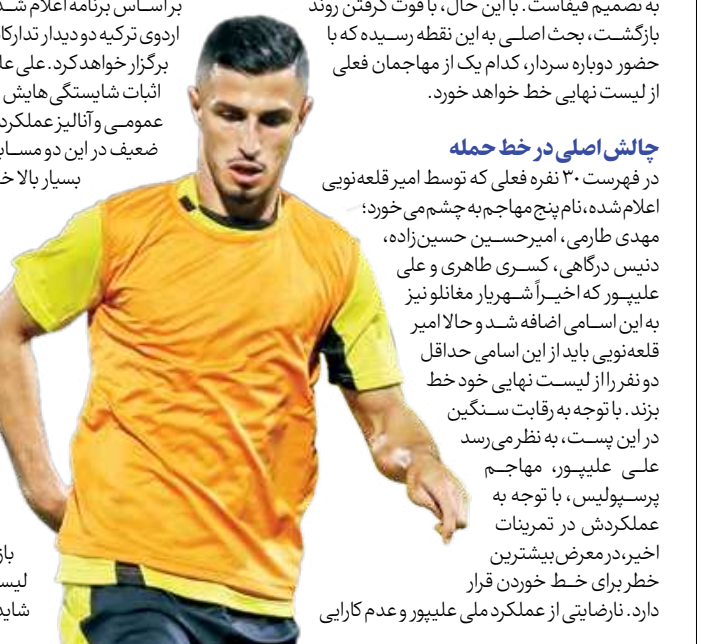 به تصمیم فیفاست. با این حال، با قوت گرفتن روند
بازگشت، بحث اصلی به این نقطه رسیده که با
حضور دوباره سردار، کدام یک از مهاجمان فعلی
از لیست نهایی خط خواهد خورد.
چالش اصلی در خط حمله
در فهرست ۳۰ نفره فعلی که توسط امیر قلعه‌نویی
اعلام شده، نام پنج مهاجم به چشم می‌خورد؛
مهدی طارمی، امیرحسین حسین‌زاده،
دنیس درگاهی، کسری طاهری و علی
علیپور که اخیراً شهریار مغانلو نیز
به این اسامی اضافه شد و حالا امیر
قلعه‌نویی باید از این اسامی حداقل
دو نفر را از لیست نهایی خود خط
بزند. با توجه به رقابت سنگین
در این پست، به نظر می‌رسد
علی علیپور، مهاجم
پرسپولیس، با توجه به
عملکردش در تمرینات
اخیر، در معرض بیشترین
خطر برای خط خوردن قرار
دارد. نارضایتی از عملکرد ملی علیپور و عدم کارایی
براساس برنامه اعلام شد
اردوی ترکیه دو دیدار تدارکا
برگزار خواهد کرد. علی عا
اثبات شایستگی‌هایش
عمومی و آنالیز عملکرد
ضعیف در این دو مسا
بسیار بالا خ
باز
لیس
شاید